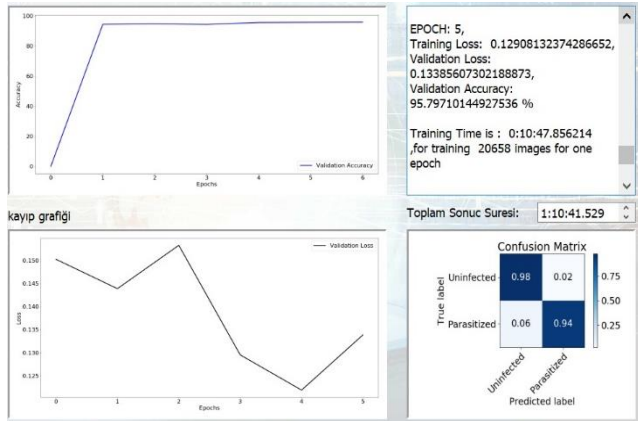 100
80
60
40
20
0
Accuracy
0 1 2 3 4 5 6
Epochs
Validation Accuracy
EPOCH: 5,
Training Loss: 0.12908132374286652,
Validation Loss:
0.13385607302188873,
Validation Accuracy:
95.79710144927536 %
Training Time is : 0:10:47.856214
,for training 20658 images for one
epoch
kayıp grafiği
Toplam Sonuc Suresi: 1:10:41.529
Validation Loss
0.150
0.145
0.140
0.135
0.130
0.125
Loss
0 1 2 3 4 5
Epochs
Confusion Matrix
True label
Uninfected 0.98 0.02
Parasitized 0.06 0.94
0.75
0.50
0.25
Uninfected
Parasitized
Predicted label